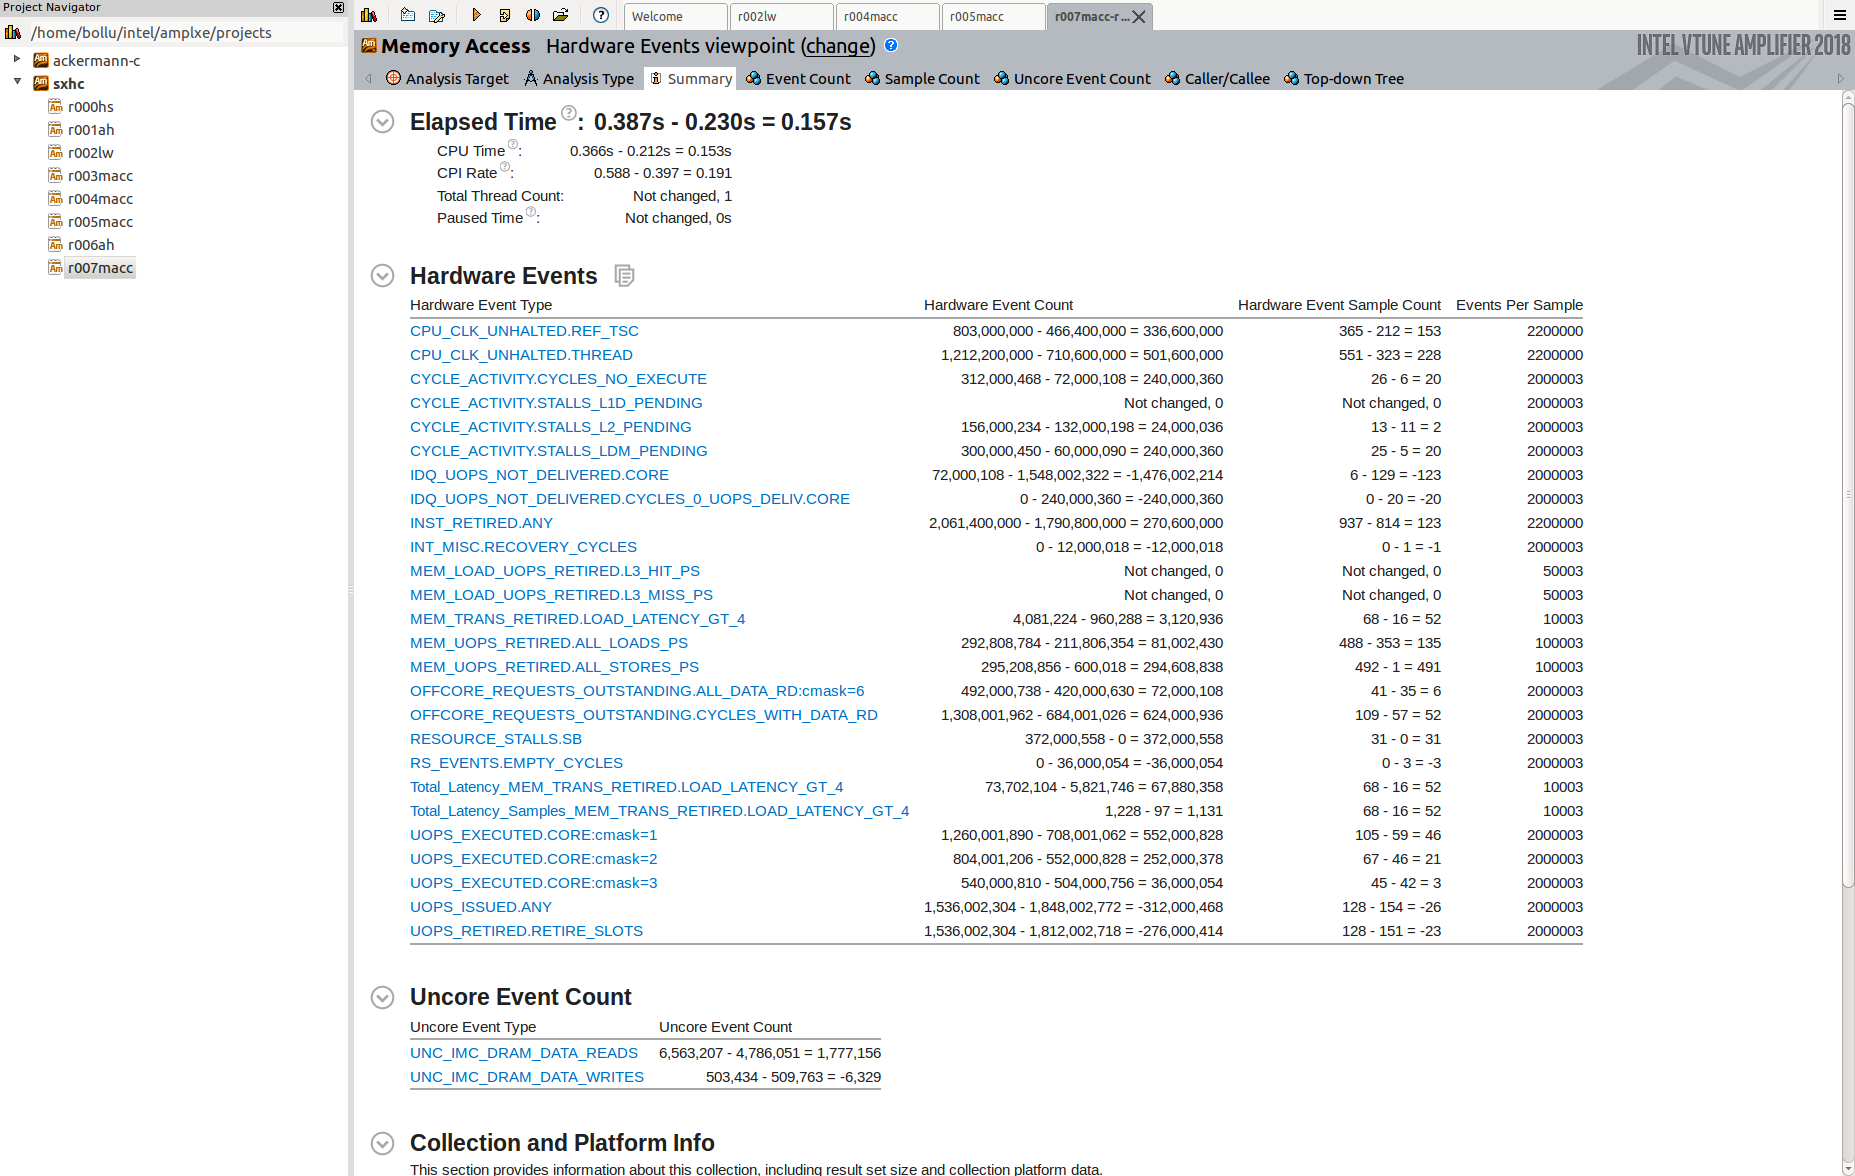 Project Navigator
/home/bollu/intel/amplxe/projects
ackermann-c
sxhc
r000hs
r001ah
r002lw
r003macc
r004macc
r005macc
r006ah
r007macc
Welcome
r002lw
r004macc
r005macc
r007macc-r...
Memory Access Hardware Events viewpoint (change)
INTEL VTUNE AMPLIFIER 2018
Analysis Target Analysis Type Summary Event Count Sample Count Uncore Event Count Caller/Callee Top-down Tree
Elapsed Time : 0.387s - 0.230s = 0.157s
CPU Time : 0.366s - 0.212s = 0.153s
CPI Rate : 0.588 - 0.397 = 0.191
Total Thread Count: Not changed, 1
Paused Time : Not changed, 0s
Hardware Events
Hardware Event Type Hardware Event Count Hardware Event Sample Count Events Per Sample
CPU_CLK_UNHALTED.REF_TSC 803,000,000 - 466,400,000 = 336,600,000 365 - 212 = 153 2200000
CPU_CLK_UNHALTED.THREAD 1,212,200,000 - 710,600,000 = 501,600,000 551 - 323 = 228 2200000
CYCLE_ACTIVITY.CYCLES_NO_EXECUTE 312,000,468 - 72,000,108 = 240,000,360 26 - 6 = 20 2000003
CYCLE_ACTIVITY.STALLS_L1D_PENDING Not changed, 0 Not changed, 0 2000003
CYCLE_ACTIVITY.STALLS_L2_PENDING 156,000,234 - 132,000,198 = 24,000,036 13 - 11 = 2 2000003
CYCLE_ACTIVITY.STALLS_LDM_PENDING 300,000,450 - 60,000,090 = 240,000,360 25 - 5 = 20 2000003
IDQ_UOPS_NOT_DELIVERED.CORE 72,000,108 - 1,548,002,322 = -1,476,002,214 6 - 129 = -123 2000003
IDQ_UOPS_NOT_DELIVERED.CYCLES_0_UOPS_DELIV.CORE 0 - 240,000,360 = -240,000,360 0 - 20 = -20 2000003
INST_RETIRED.ANY 2,061,400,000 - 1,790,800,000 = 270,600,000 937 - 814 = 123 2200000
INT_MISC.RECOVERY_CYCLES 0 - 12,000,018 = -12,000,018 0 - 1 = -1 2000003
MEM_LOAD_UOPS_RETIRED.L3_HIT_PS Not changed, 0 Not changed, 0 50003
MEM_LOAD_UOPS_RETIRED.L3_MISS_PS Not changed, 0 Not changed, 0 50003
MEM_TRANS_RETIRED.LOAD_LATENCY_GT_4 4,081,224 - 960,288 = 3,120,936 68 - 16 = 52 10003
MEM_UOPS_RETIRED.ALL_LOADS_PS 292,808,784 - 211,806,354 = 81,002,430 488 - 353 = 135 100003
MEM_UOPS_RETIRED.ALL_STORES_PS 295,208,856 - 600,018 = 294,608,838 492 - 1 = 491 100003
OFFCORE_REQUESTS_OUTSTANDING.ALL_DATA_RD:cmask=6 492,000,738 - 420,000,630 = 72,000,108 41 - 35 = 6 2000003
OFFCORE_REQUESTS_OUTSTANDING.CYCLES_WITH_DATA_RD 1,308,001,962 - 684,001,026 = 624,000,936 109 - 57 = 52 2000003
RESOURCE_STALLS.SB 372,000,558 - 0 = 372,000,558 31 - 0 = 31 2000003
RS_EVENTS.EMPTY_CYCLES 0 - 36,000,054 = -36,000,054 0 - 3 = -3 2000003
Total_Latency_MEM_TRANS_RETIRED.LOAD_LATENCY_GT_4 73,702,104 - 5,821,746 = 67,880,358 68 - 16 = 52 10003
Total_Latency_Samples_MEM_TRANS_RETIRED.LOAD_LATENCY_GT_4 1,228 - 97 = 1,131 68 - 16 = 52 10003
UOPS_EXECUTED.CORE:cmask=1 1,260,001,890 - 708,001,062 = 552,000,828 105 - 59 = 46 2000003
UOPS_EXECUTED.CORE:cmask=2 804,001,206 - 552,000,828 = 252,000,378 67 - 46 = 21 2000003
UOPS_EXECUTED.CORE:cmask=3 540,000,810 - 504,000,756 = 36,000,054 45 - 42 = 3 2000003
UOPS_ISSUED.ANY 1,536,002,304 - 1,848,002,772 = -312,000,468 128 - 154 = -26 2000003
UOPS_RETIRED.RETIRE_SLOTS 1,536,002,304 - 1,812,002,718 = -276,000,414 128 - 151 = -23 2000003
Uncore Event Count
Uncore Event Type Uncore Event Count
UNC_IMC_DRAM_DATA_READS 6,563,207 - 4,786,051 = 1,777,156
UNC_IMC_DRAM_DATA_WRITES 503,434 - 509,763 = -6,329
Collection and Platform Info
This section provides information about this collection, including result set size and collection platform data.